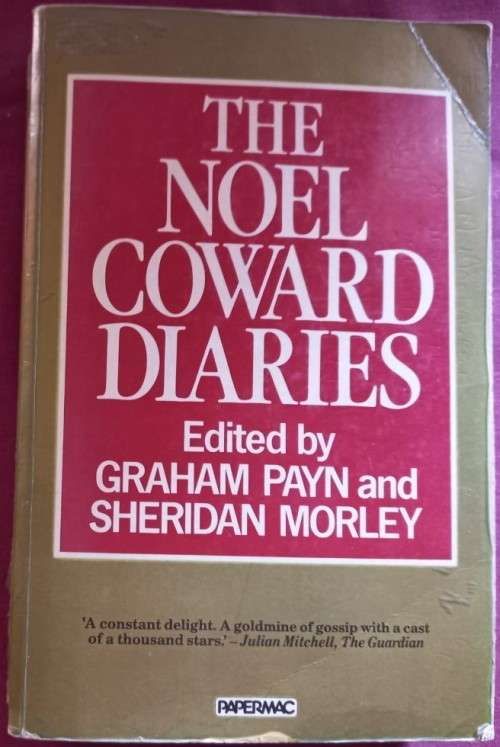 THE
NOEL
COWARD
DIARIES
Edited by
GRAHAM PAYN and
SHERIDAN MORLEY
'A constant delight. A goldmine of gossip with a cast
of a thousand stars.' – Julian Mitchell, The Guardian
PAPERMAC